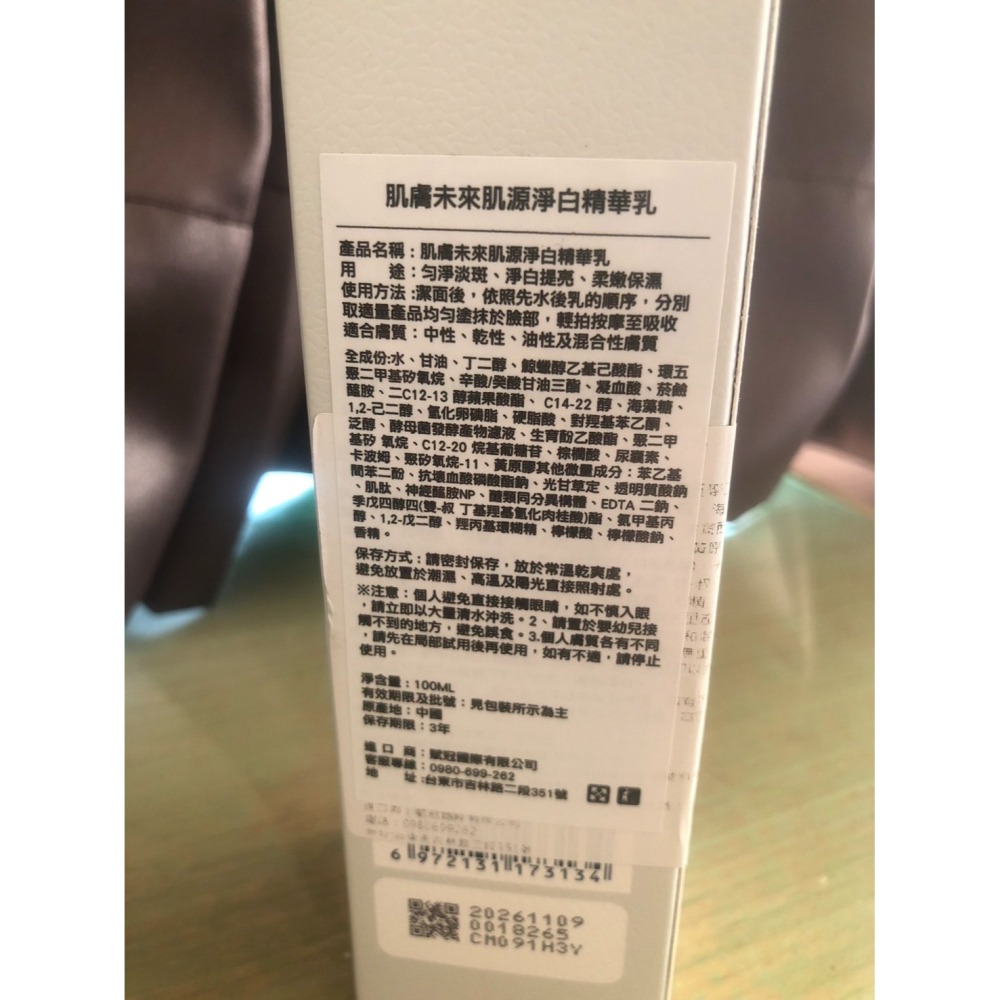 肌膚未來肌源淨白精華乳
產品名稱：肌膚未來肌源淨白精華乳
用　　途：勻淨淡斑、淨白提亮、柔嫩保濕
使用方法：潔面後，依照先水後乳的順序，分別
取適量產品均勻塗抹於臉部，輕拍按摩至吸收
適合膚質：中性、乾性、油性及混合性膚質
全成份:水、甘油、丁二醇、鯨蠟醇乙基己酸酯、環五
聚二甲基矽氧烷、辛酸/癸酸甘油三酯、凝血酸、菸鹼
醯胺、二C12-13 醇蘋果酸酯、 C14-22 醇、海藻糖、
1,2-己二醇、氫化卵磷脂、硬脂酸、對羥基苯乙酮、
泛醇、酵母菌發酵產物濾液、生育酚乙酸酯、聚二甲
基矽 氧烷、C12-20 烷基葡糖苷、棕櫚酸、尿囊素、
卡波姆、聚矽氧烷-11、黃原膠其他微量成分：苯乙基
間苯二酚、抗壞血酸磷酸酯鈉、光甘草定、透明質酸鈉
、肌肽、神經醯胺NP、醣類同分異構體、EDTA 二鈉、
季戊四醇四(雙-叔 丁基羥基氫化肉桂酸)酯、氨甲基丙
醇、1,2-戊二醇、羥丙基環糊精、檸檬酸、檸檬酸鈉、
香精。
保存方式：請密封保存，放於常溫乾爽處，
避免放置於潮濕、高溫及陽光直接照射處。
※注意：個人避免直接接觸眼睛，如不慎入眼
，請立即以大量清水沖洗。2、請置於嬰幼兒接
觸不到的地方，避免誤食。3.個人膚質各有不同
，請先在局部試用後再使用，如有不適，請停止
使用。
淨含量：100ML
有效期限及批號：見包裝所示為主
原產地：中國
保存期限：3年
進 口 商：賦冠國際有限公司
客服專線：0980-699-262
地　　址：台東市吉林路二段351號
6 972131 173134
20261109
0018265
CM091H3Y